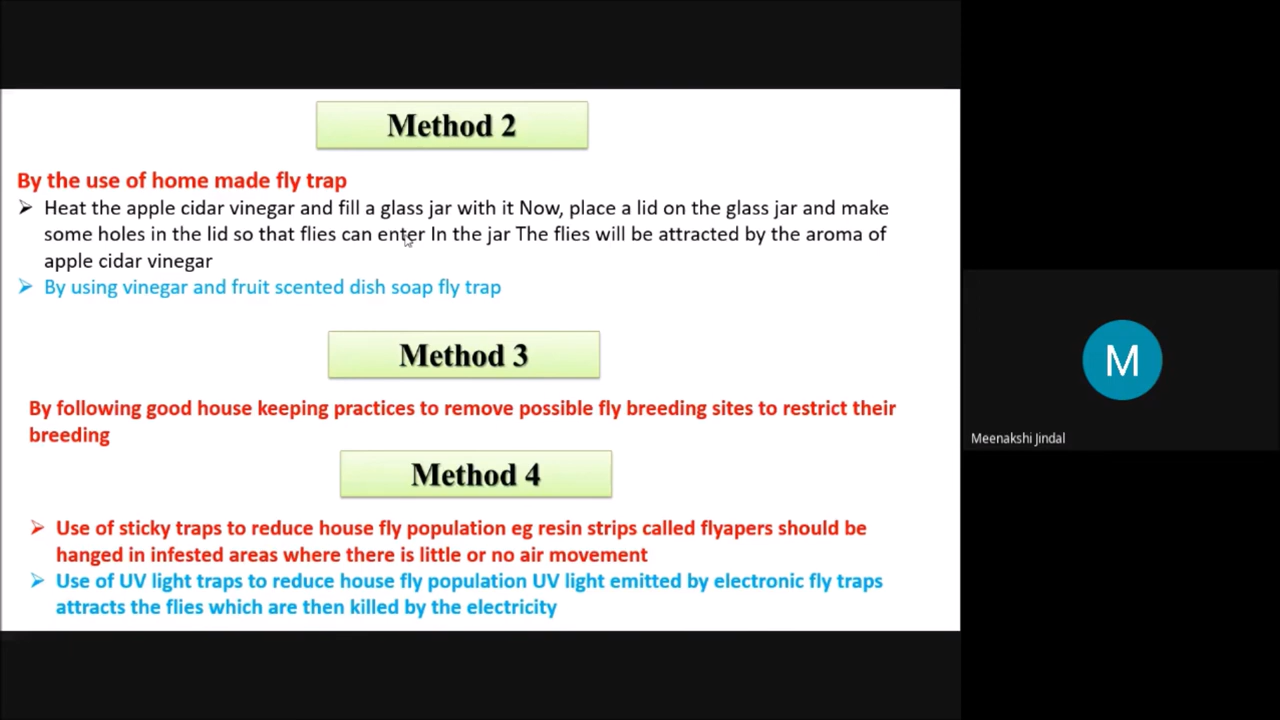 Method 2
By the use of home made fly trap
➢ Heat the apple cidar vinegar and fill a glass jar with it Now, place a lid on the glass jar and make
some holes in the lid so that flies can enter In the jar The flies will be attracted by the aroma of
apple cidar vinegar
➢ By using vinegar and fruit scented dish soap fly trap
Method 3
By following good house keeping practices to remove possible fly breeding sites to restrict their
breeding
Method 4
➢ Use of sticky traps to reduce house fly population eg resin strips called flyapers should be
hanged in infested areas where there is little or no air movement
➢ Use of UV light traps to reduce house fly population UV light emitted by electronic fly traps
attracts the flies which are then killed by the electricity
M
Meenakshi Jindal